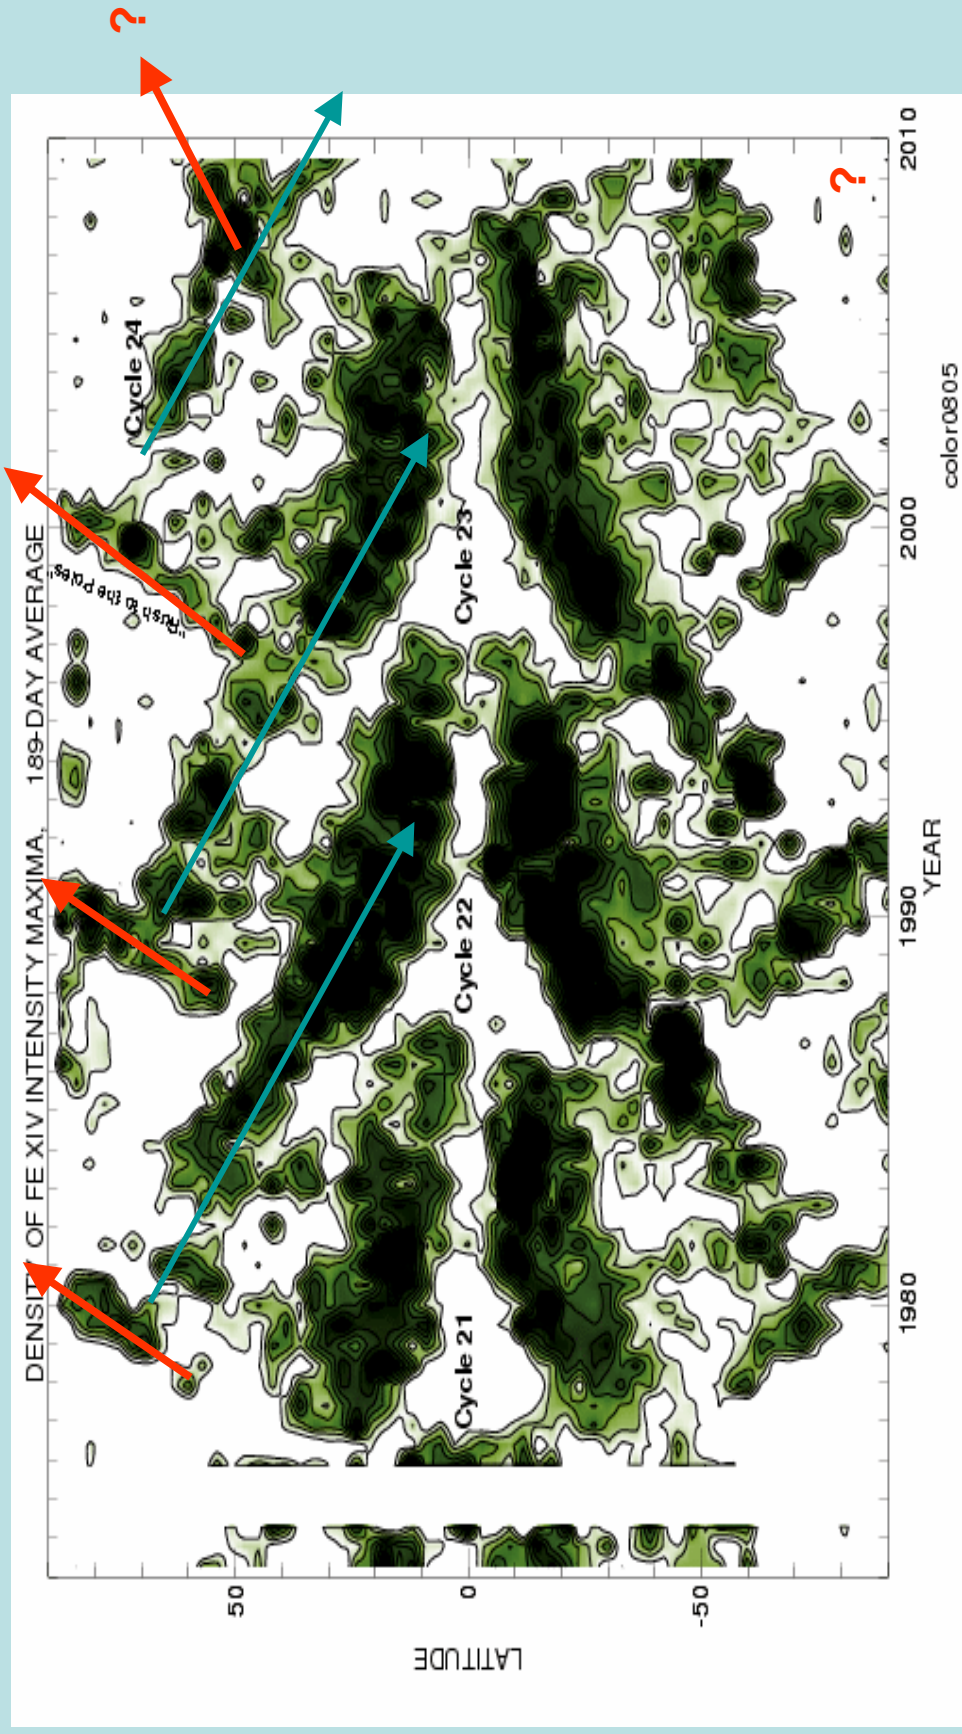 DENSITY OF FE XIV INTENSITY MAXIMA, 189-DAY AVERAGE
?
"Rush to the Poles"
Cycle 24
Cycle 21
Cycle 22
Cycle 23
?
50
0
-50
LATITUDE
1980
1990
2000
2010
YEAR
color0805